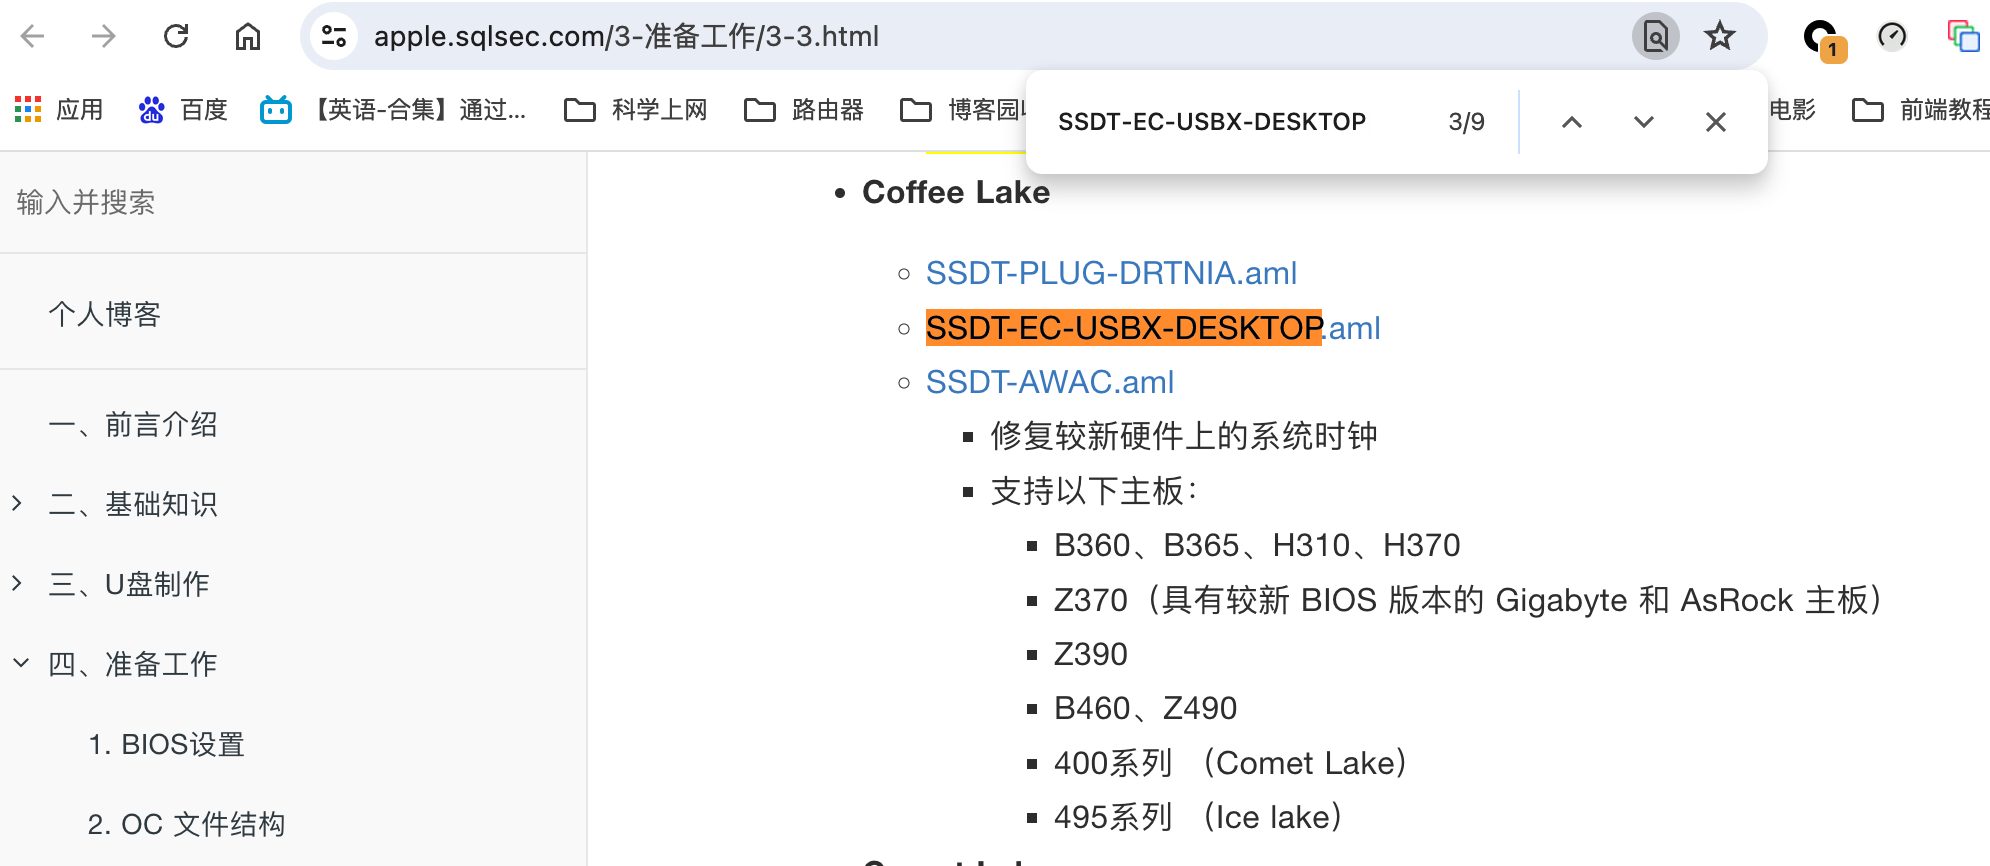 apple.sqlsec.com/3-准备工作/3-3.html
1
应用
百度
【英语-合集】通过...
科学上网
路由器
博客园
电影
前端教程
SSDT-EC-USBX-DESKTOP
3/9
输入并搜索
个人博客
一、前言介绍
二、基础知识
三、U盘制作
四、准备工作
1. BIOS设置
2. OC 文件结构
Coffee Lake
SSDT-PLUG-DRTNIA.aml
SSDT-EC-USBX-DESKTOP.aml
SSDT-AWAC.aml
修复较新硬件上的系统时钟
支持以下主板：
B360、B365、H310、H370
Z370（具有较新 BIOS 版本的 Gigabyte 和 AsRock 主板）
Z390
B460、Z490
400系列 （Comet Lake）
495系列 （Ice lake）